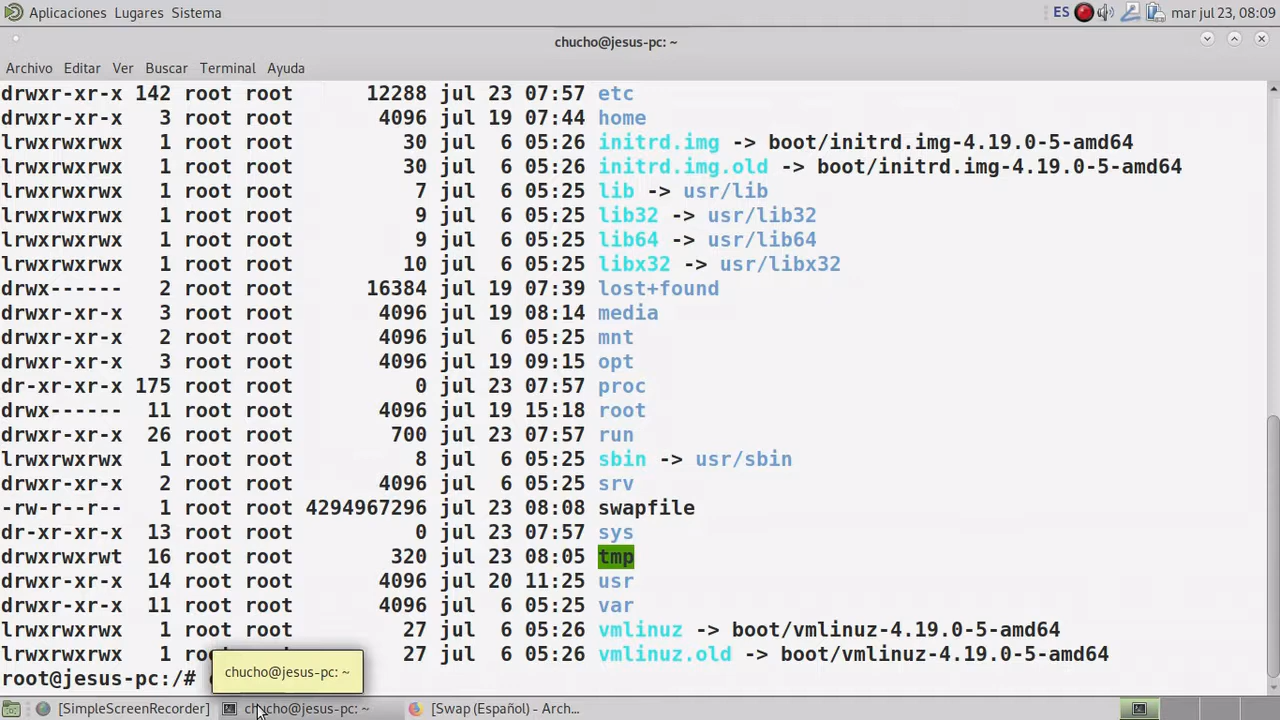 Aplicaciones Lugares Sistema ES mar jul 23, 08:09
chucho@jesus-pc: ~
Archivo Editar Ver Buscar Terminal Ayuda
drwxr-xr-x 142 root root 12288 jul 23 07:57 etc
drwxr-xr-x 3 root root 4096 jul 19 07:44 home
lrwxrwxrwx 1 root root 30 jul 6 05:26 initrd.img -> boot/initrd.img-4.19.0-5-amd64
lrwxrwxrwx 1 root root 30 jul 6 05:26 initrd.img.old -> boot/initrd.img-4.19.0-5-amd64
lrwxrwxrwx 1 root root 7 jul 6 05:25 lib -> usr/lib
lrwxrwxrwx 1 root root 9 jul 6 05:25 lib32 -> usr/lib32
lrwxrwxrwx 1 root root 9 jul 6 05:25 lib64 -> usr/lib64
lrwxrwxrwx 1 root root 10 jul 6 05:25 libx32 -> usr/libx32
drwx------ 2 root root 16384 jul 19 07:39 lost+found
drwxr-xr-x 3 root root 4096 jul 19 08:14 media
drwxr-xr-x 2 root root 4096 jul 6 05:25 mnt
drwxr-xr-x 3 root root 4096 jul 19 09:15 opt
dr-xr-xr-x 175 root root 0 jul 23 07:57 proc
drwx------ 11 root root 4096 jul 19 15:18 root
drwxr-xr-x 26 root root 700 jul 23 07:57 run
lrwxrwxrwx 1 root root 8 jul 6 05:25 sbin -> usr/sbin
drwxr-xr-x 2 root root 4096 jul 6 05:25 srv
-rw-r--r-- 1 root root 4294967296 jul 23 08:08 swapfile
dr-xr-xr-x 13 root root 0 jul 23 07:57 sys
drwxrwxrwt 16 root root 320 jul 23 08:05 tmp
drwxr-xr-x 14 root root 4096 jul 20 11:25 usr
drwxr-xr-x 11 root root 4096 jul 6 05:25 var
lrwxrwxrwx 1 root root 27 jul 6 05:26 vmlinuz -> boot/vmlinuz-4.19.0-5-amd64
lrwxrwxrwx 1 root 27 jul 6 05:26 vmlinuz.old -> boot/vmlinuz-4.19.0-5-amd64
chucho@jesus-pc: ~
root@jesus-pc:/#
[SimpleScreenRecorder] chucho@jesus-pc: ~ [Swap (Español) - Arch...